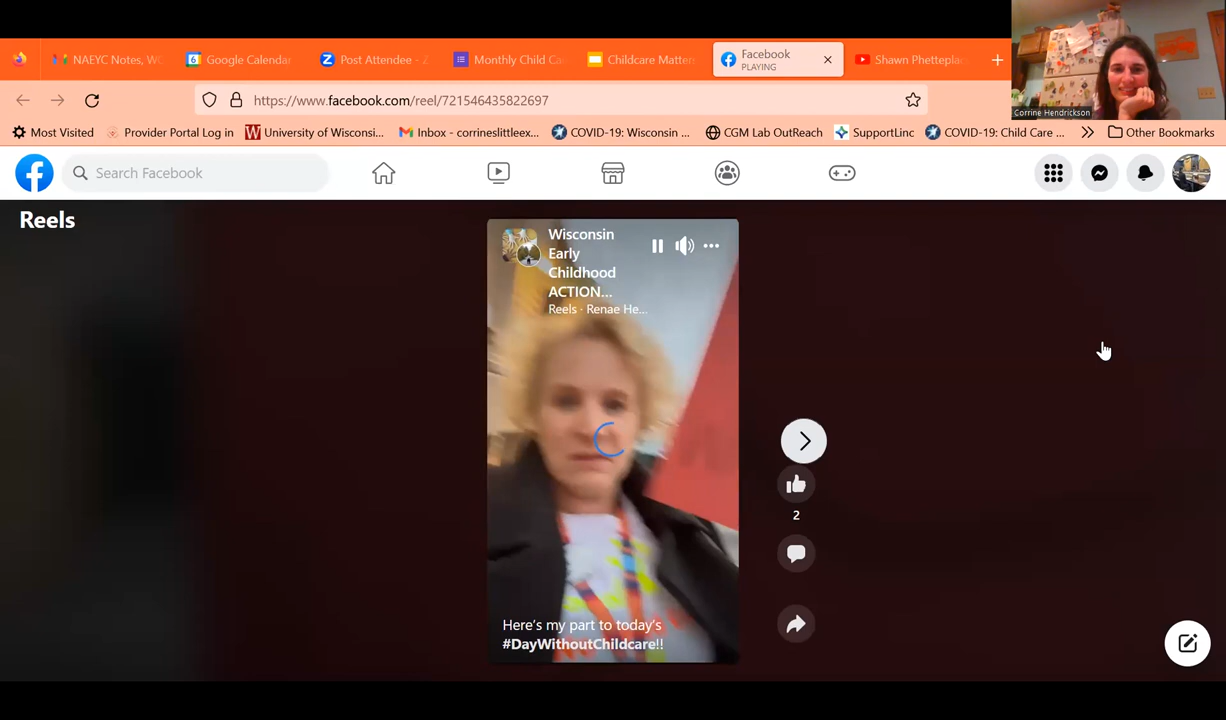 NAEYC Notes, WC
Google Calendar
Post Attendee - Z
Monthly Child Ca
Childcare Matter
Facebook
PLAYING
Shawn Phetteplac
https://www.facebook.com/reel/721546435822697
Corrine Hendrickson
Most Visited
Provider Portal Log in
University of Wisconsi...
Inbox - corrineslittleex...
COVID-19: Wisconsin ...
CGM Lab OutReach
SupportLinc
COVID-19: Child Care ...
Other Bookmarks
Search Facebook
Reels
Wisconsin
Early
Childhood
ACTION...
Reels · Renae He...
2
Here's my part to today's
#DayWithoutChildcare!!